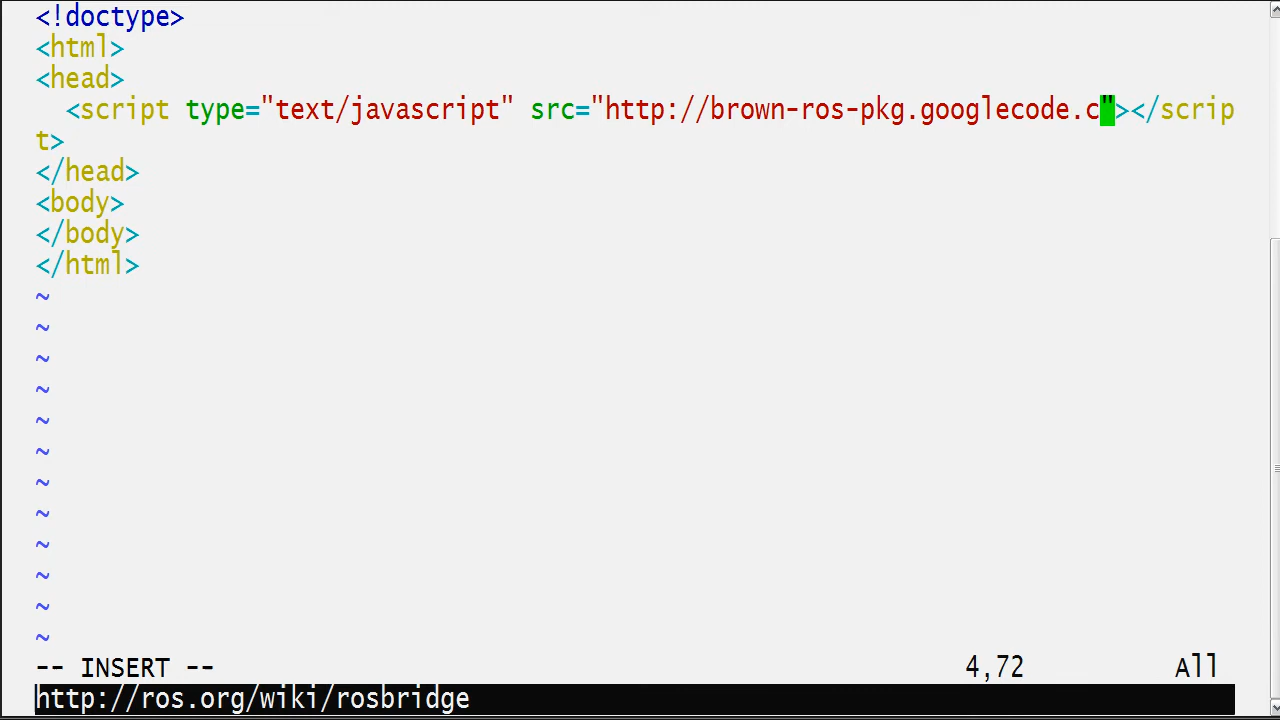 <!doctype>
<html>
<head>
  <script type="text/javascript" src="http://brown-ros-pkg.googlecode.c"></scrip
t>
</head>
<body>
</body>
</html>
~
~
~
~
~
~
~
~
~
~
~
~
-- INSERT -- 4,72 All
http://ros.org/wiki/rosbridge